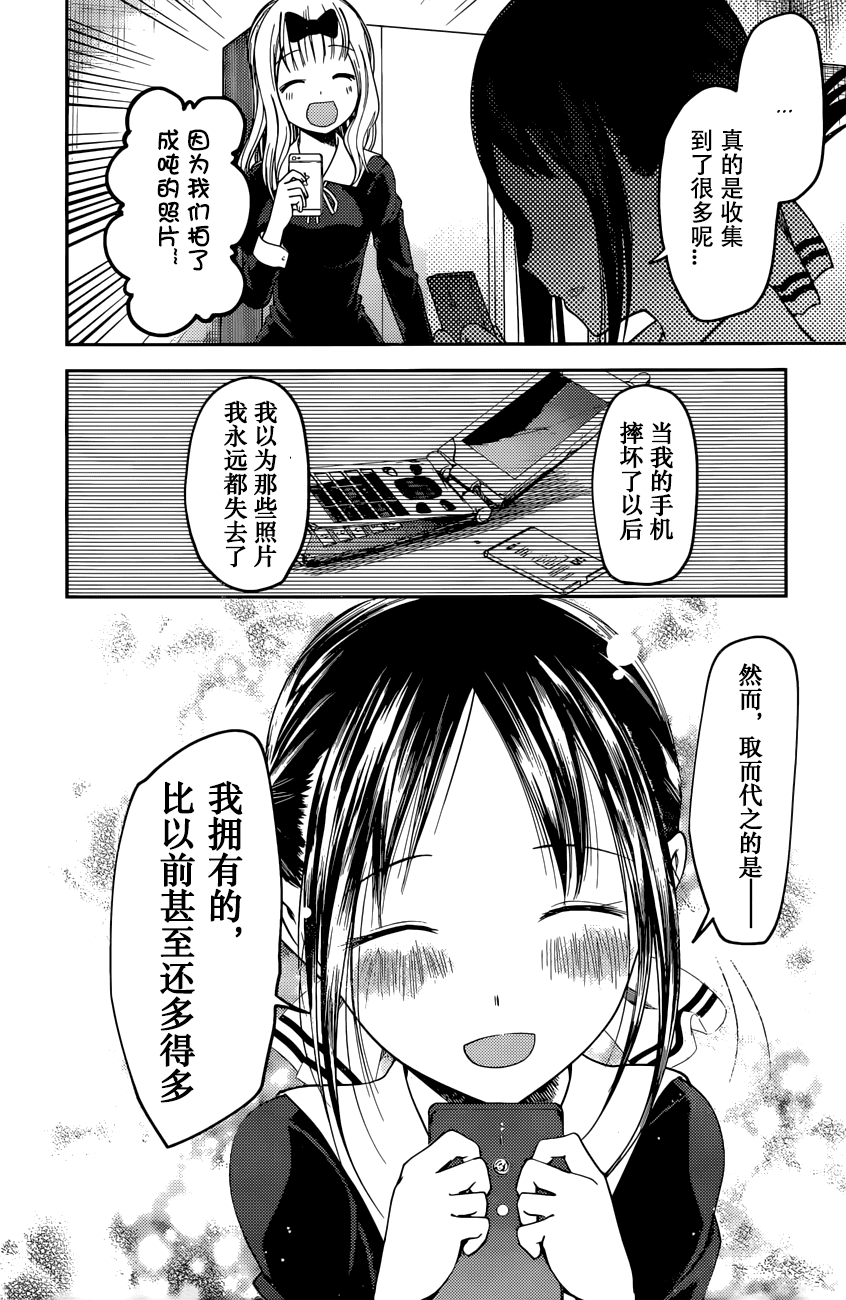 …
真的是收集
到了很多呢…
因为我们拍了
成吨的照片~
当我的手机
摔坏了以后
我以为那些照片
我永远都失去了
然而，取而代之的是——
我拥有的，
比以前甚至还多得多